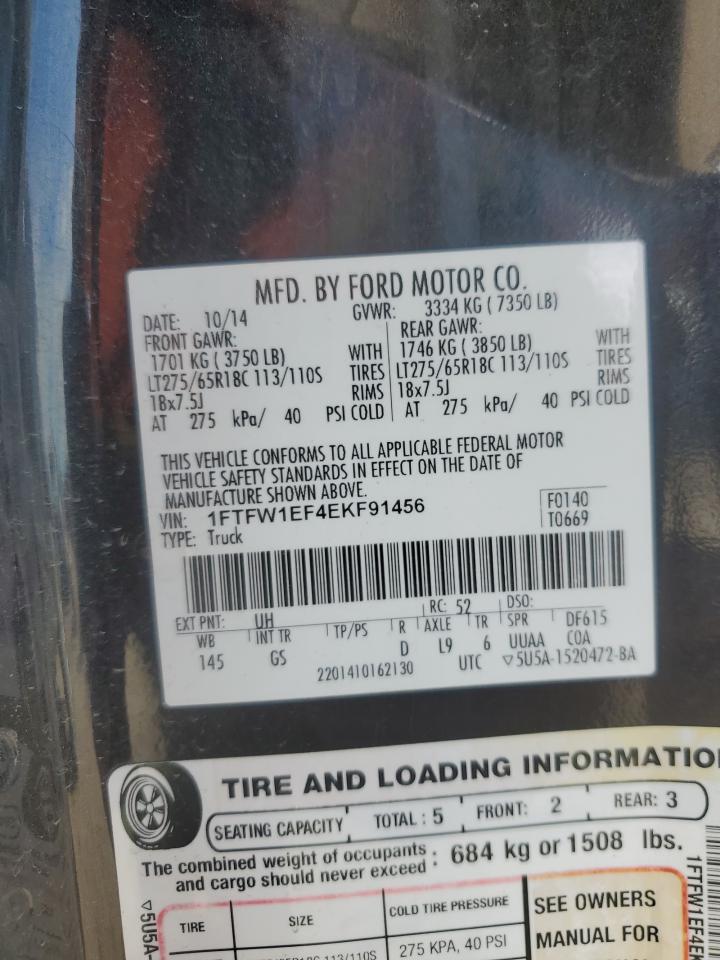 MFD. BY FORD MOTOR CO.
DATE: 10/14 GVWR: 3334 KG ( 7350 LB)
FRONT GAWR: REAR GAWR:
1701 KG ( 3750 LB) WITH 1746 KG ( 3850 LB) WITH
LT275/65R18C 113/110S TIRES LT275/65R18C 113/110S TIRES
18x7.5J RIMS 18x7.5J RIMS
AT 275 kPa/ 40 PSI COLD AT 275 kPa/ 40 PSI COLD
THIS VEHICLE CONFORMS TO ALL APPLICABLE FEDERAL MOTOR
VEHICLE SAFETY STANDARDS IN EFFECT ON THE DATE OF
MANUFACTURE SHOWN ABOVE.
VIN: 1FTFW1EF4EKF91456 F0140
TYPE: Truck T0669
EXT PNT: UH RC: 52 DSO:
WB INT TR TP/PS R AXLE TR SPR DF615
145 GS D L9 6 UUAA COA
2201410162130 UTC ▽5U5A-1520472-BA
TIRE AND LOADING INFORMATIO
SEATING CAPACITY TOTAL : 5 FRONT: 2 REAR: 3
The combined weight of occupants : 684 kg or 1508 lbs.
and cargo should never exceed
TIRE SIZE COLD TIRE PRESSURE SEE OWNERS
113/110S 275 KPA, 40 PSI MANUAL FOR
▽5U5A-
1FTFW1EF4EK